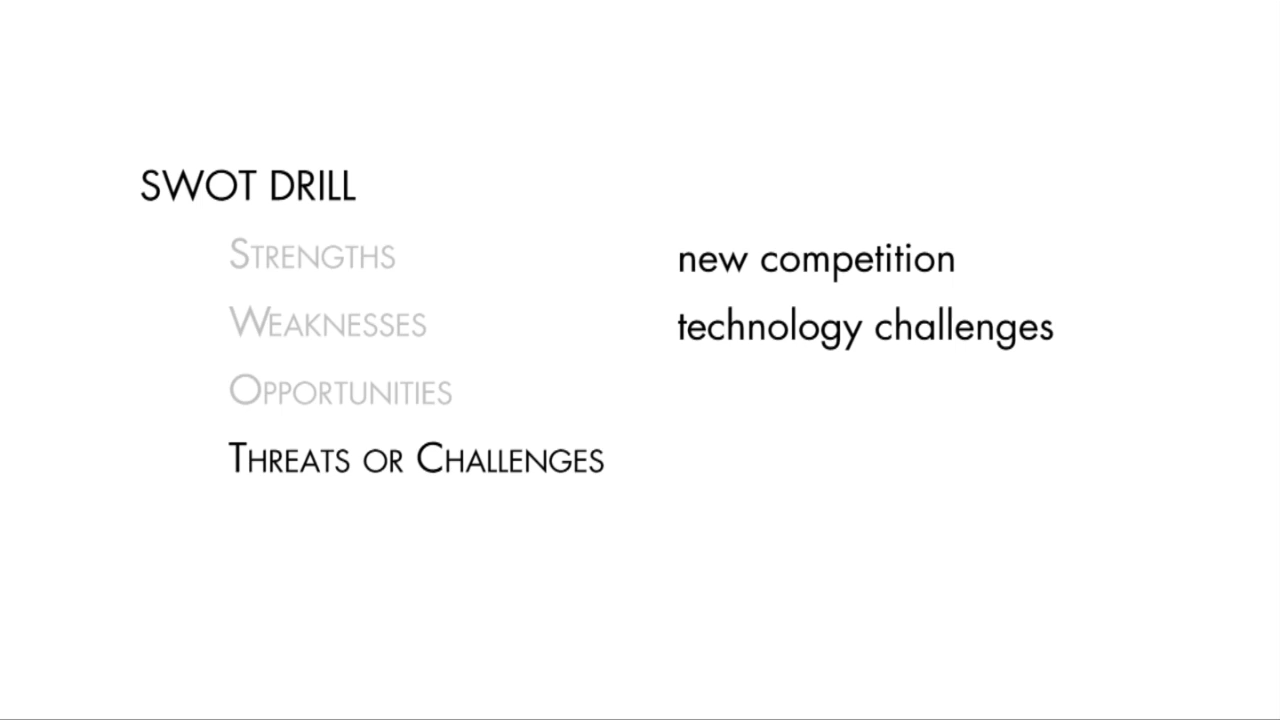 SWOT DRILL
STRENGTHS
WEAKNESSES
OPPORTUNITIES
THREATS OR CHALLENGES
new competition
technology challenges